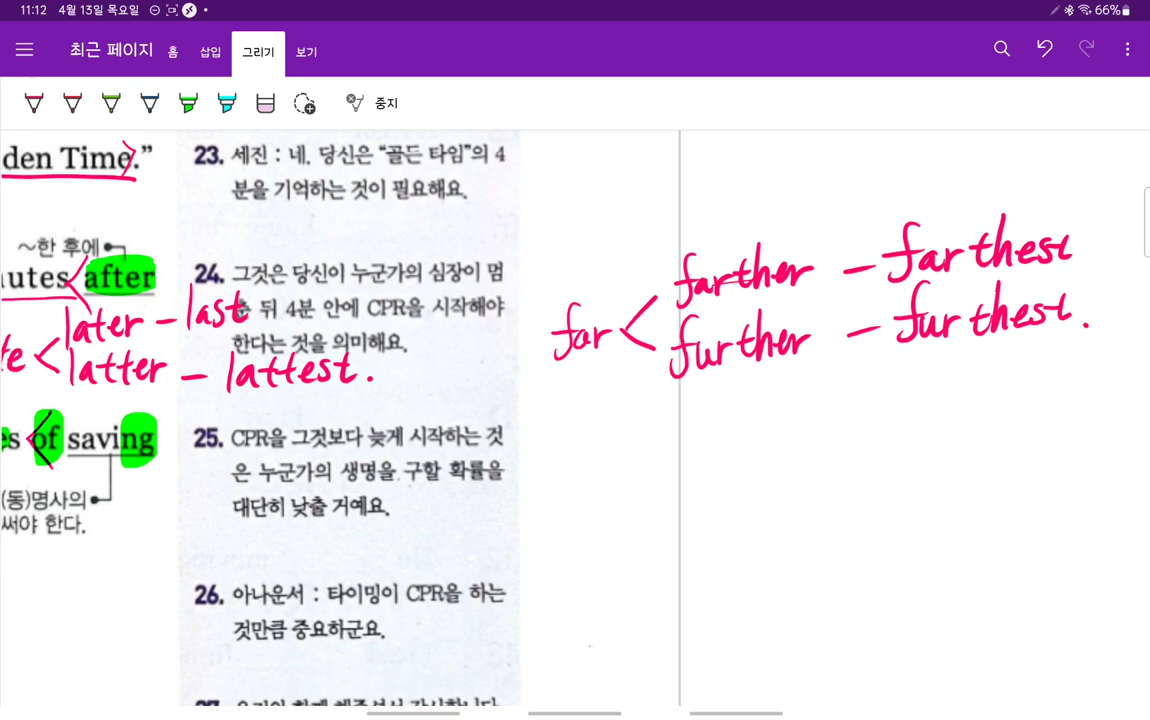 11:12 4월 13일 목요일 66%
최근 페이지 홈 삽입 그리기 보기
중지
den Time."
~한 후에
utes after
later - last
te < latter - lattest.
es of saving
(동)명사의
써야 한다.
23. 세진 : 네, 당신은 "골든 타임"의 4
분을 기억하는 것이 필요해요.
24. 그것은 당신이 누군가의 심장이 멈
춘 뒤 4분 안에 CPR을 시작해야
한다는 것을 의미해요.
25. CPR을 그것보다 늦게 시작하는 것
은 누군가의 생명을 구할 확률을
대단히 낮출 거예요.
26. 아나운서 : 타이밍이 CPR을 하는
것만큼 중요하군요.
farther - farthest
far < further - furthest.